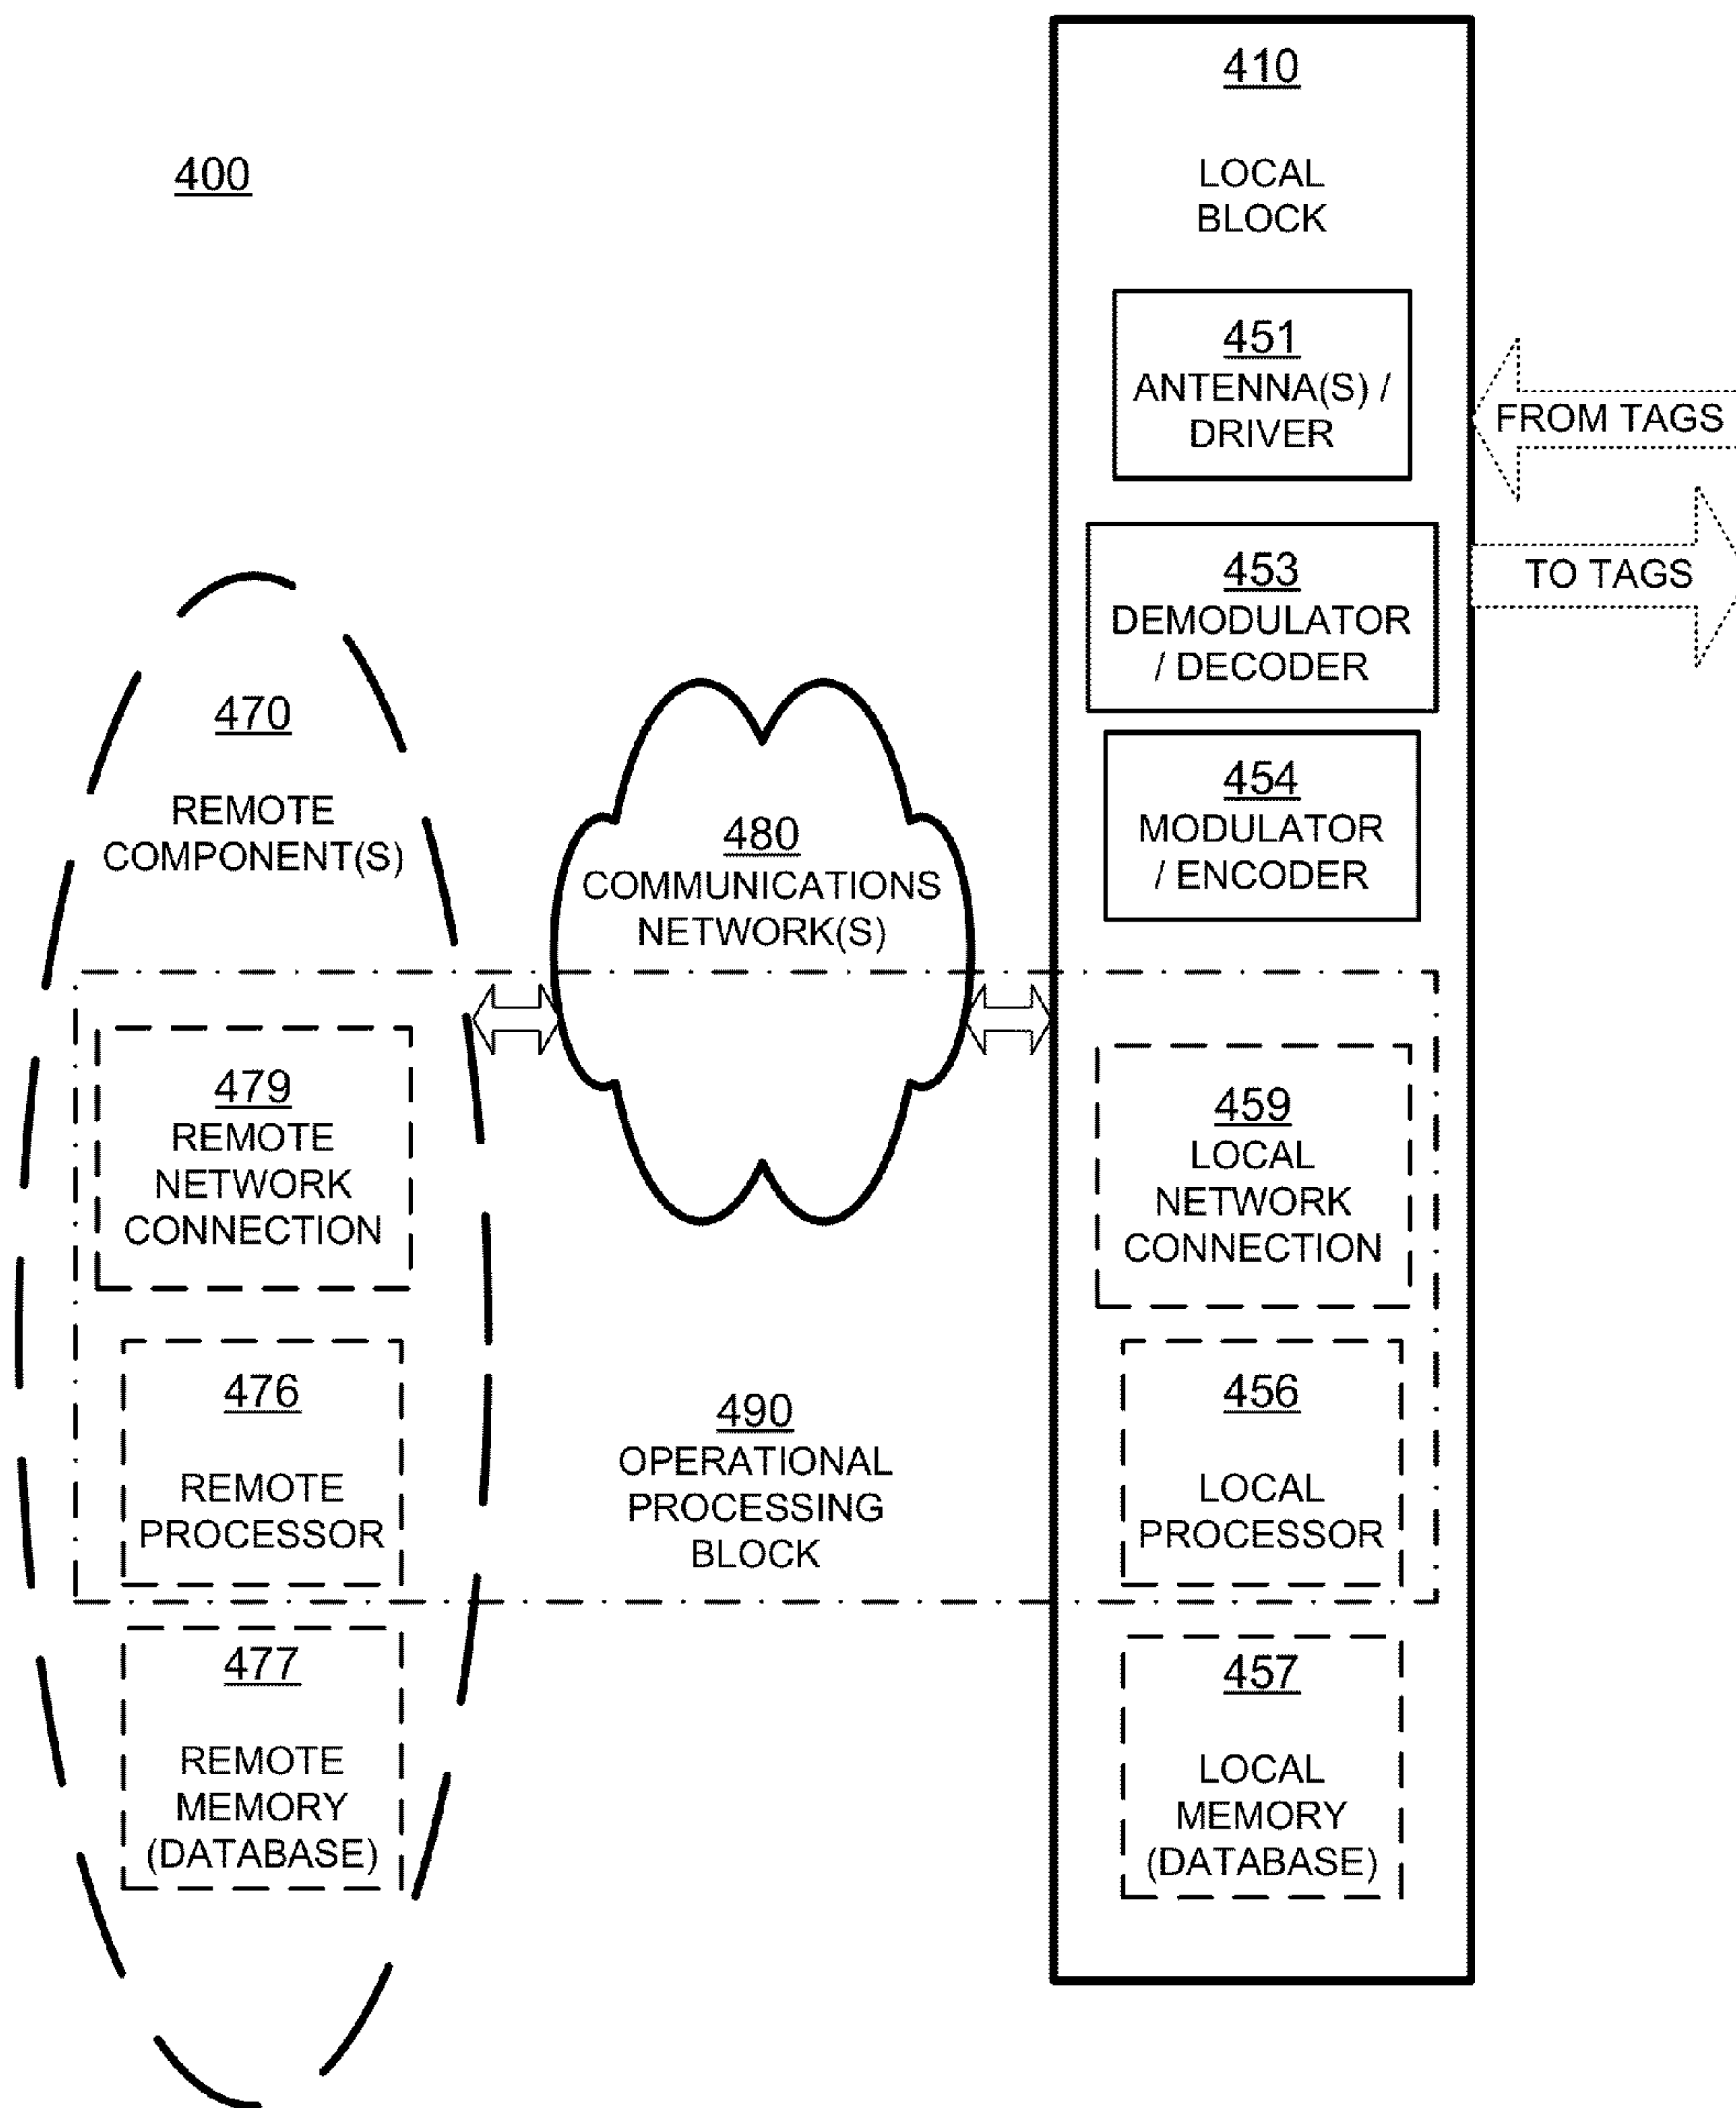 400
410
LOCAL
BLOCK
451
ANTENNA(S) /
DRIVER
FROM TAGS
453
DEMODULATOR
/ DECODER
TO TAGS
454
MODULATOR
/ ENCODER
470
REMOTE
COMPONENT(S)
480
COMMUNICATIONS
NETWORK(S)
479
REMOTE
NETWORK
CONNECTION
459
LOCAL
NETWORK
CONNECTION
476
REMOTE
PROCESSOR
490
OPERATIONAL
PROCESSING
BLOCK
456
LOCAL
PROCESSOR
477
REMOTE
MEMORY
(DATABASE)
457
LOCAL
MEMORY
(DATABASE)